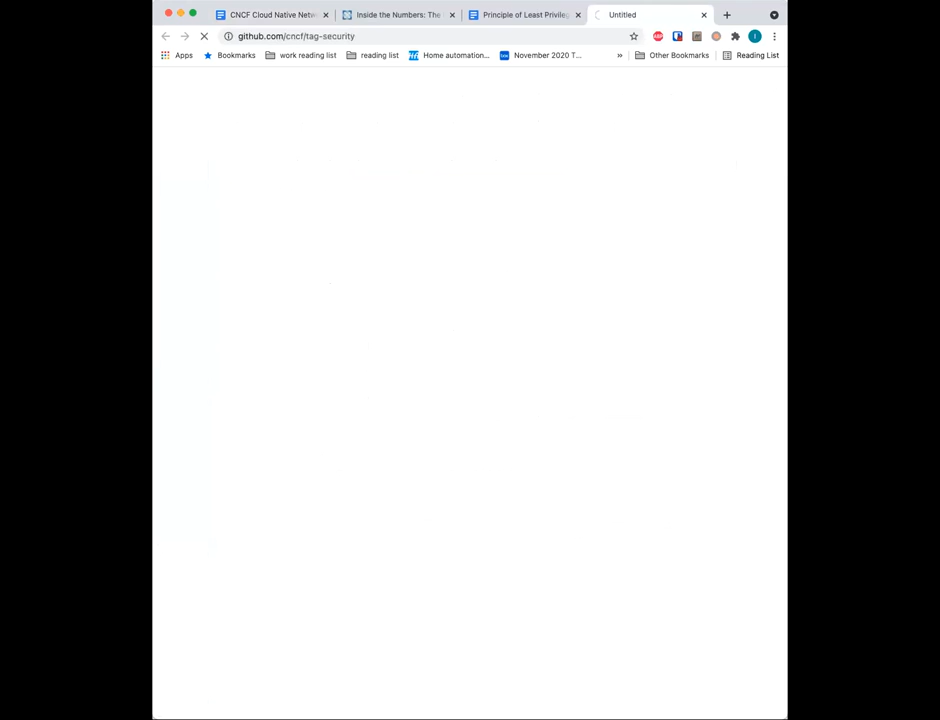 CNCF Cloud Native Netw
Inside the Numbers: The
Principle of Least Privileg
Untitled
github.com/cncf/tag-security
ABP
I
Apps
Bookmarks
work reading list
reading list
Home automation...
November 2020 T...
»
Other Bookmarks
Reading List